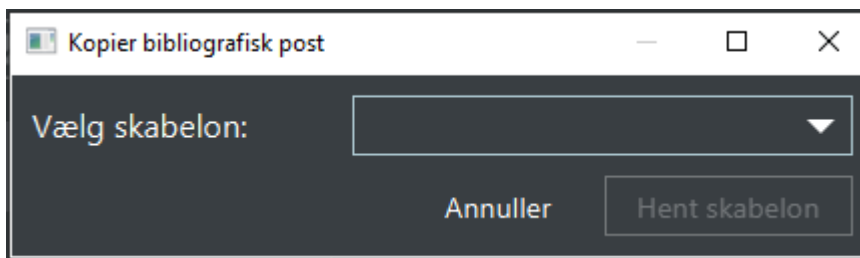 Kopier bibliografisk post
Vælg skabelon:
Annuller Hent skabelon